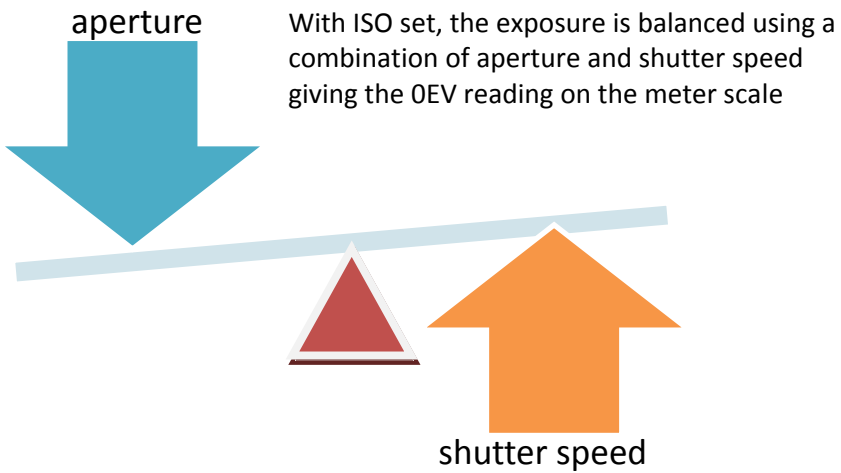 aperture
With ISO set, the exposure is balanced using a
combination of aperture and shutter speed
giving the 0EV reading on the meter scale
shutter speed